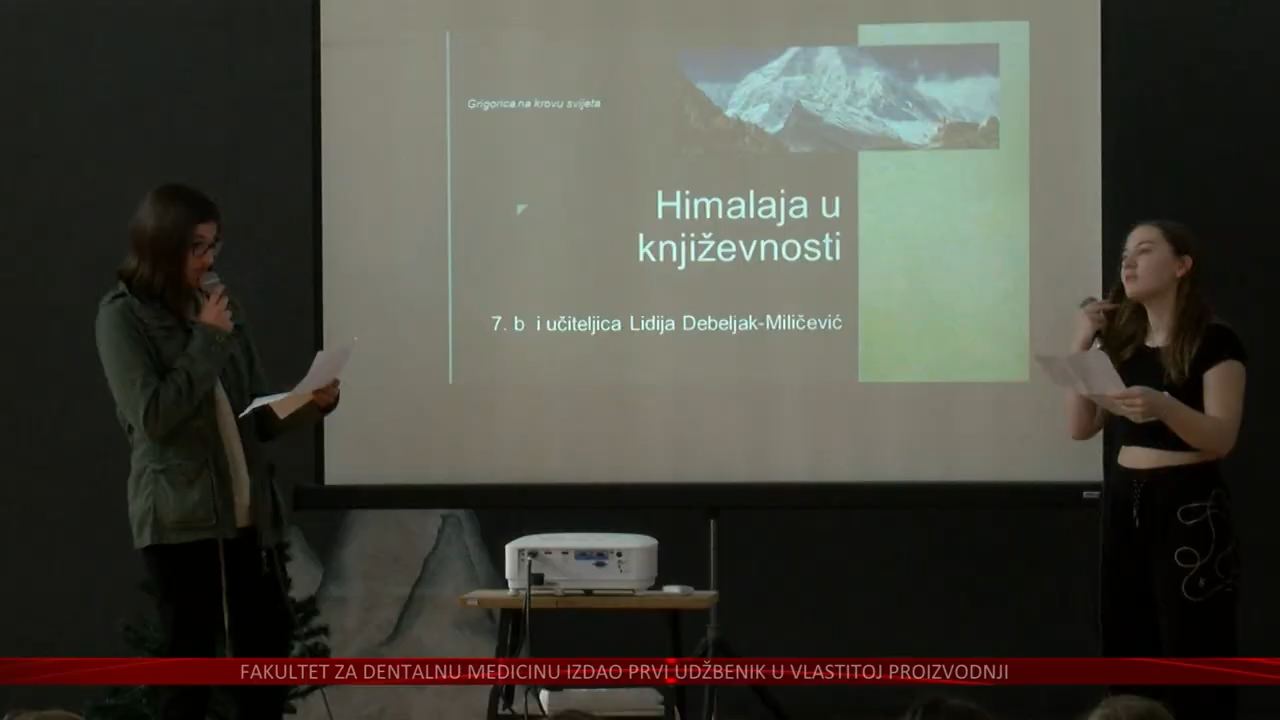 Grigorica na krovu svijeta
Himalaja u
književnosti
7. b i učiteljica Lidija Debeljak-Miličević
FAKULTET ZA DENTALNU MEDICINU IZDAO PRVI UDŽBENIK U VLASTITOJ PROIZVODNJI